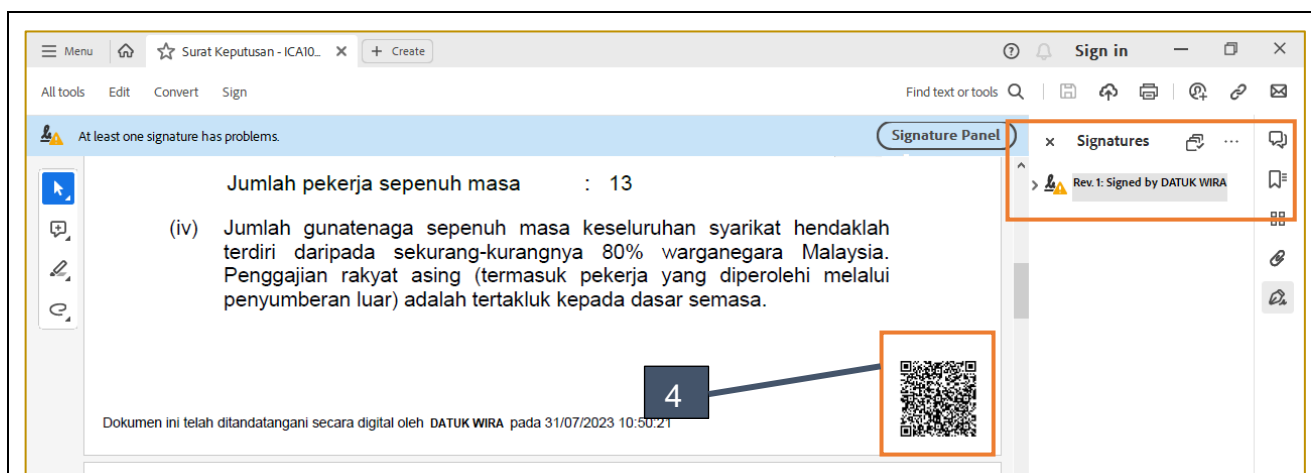 Menu
Surat Keputusan - ICA10...
+ Create
Sign in
All tools Edit Convert Sign
Find text or tools
At least one signature has problems.
Signature Panel
Signatures
Rev. 1: Signed by DATUK WIRA
Jumlah pekerja sepenuh masa : 13
(iv) Jumlah gunatenaga sepenuh masa keseluruhan syarikat hendaklah
terdiri daripada sekurang-kurangnya 80% warganegara Malaysia.
Penggajian rakyat asing (termasuk pekerja yang diperolehi melalui
penyumberan luar) adalah tertakluk kepada dasar semasa.
4
Dokumen ini telah ditandatangani secara digital oleh DATUK WIRA pada 31/07/2023 10:50:21